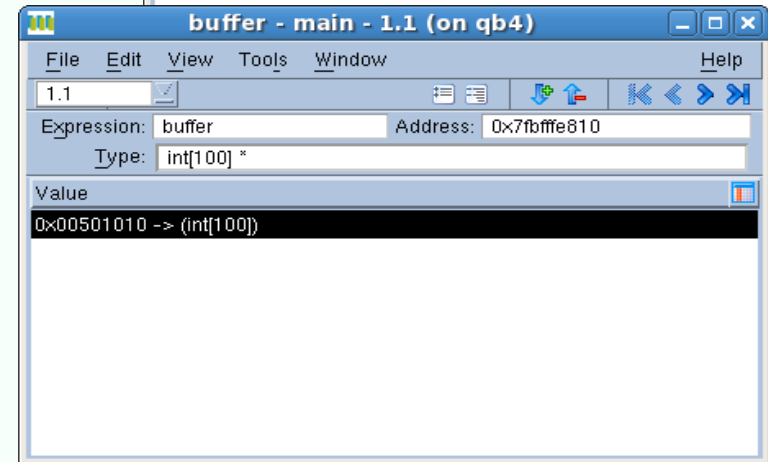 buffer - main - 1.1 (on qb4)
File Edit View Tools Window Help
1.1
Expression: buffer Address: 0x7fbfffe810
Type: int[100] *
Value
0x00501010 -> (int[100])